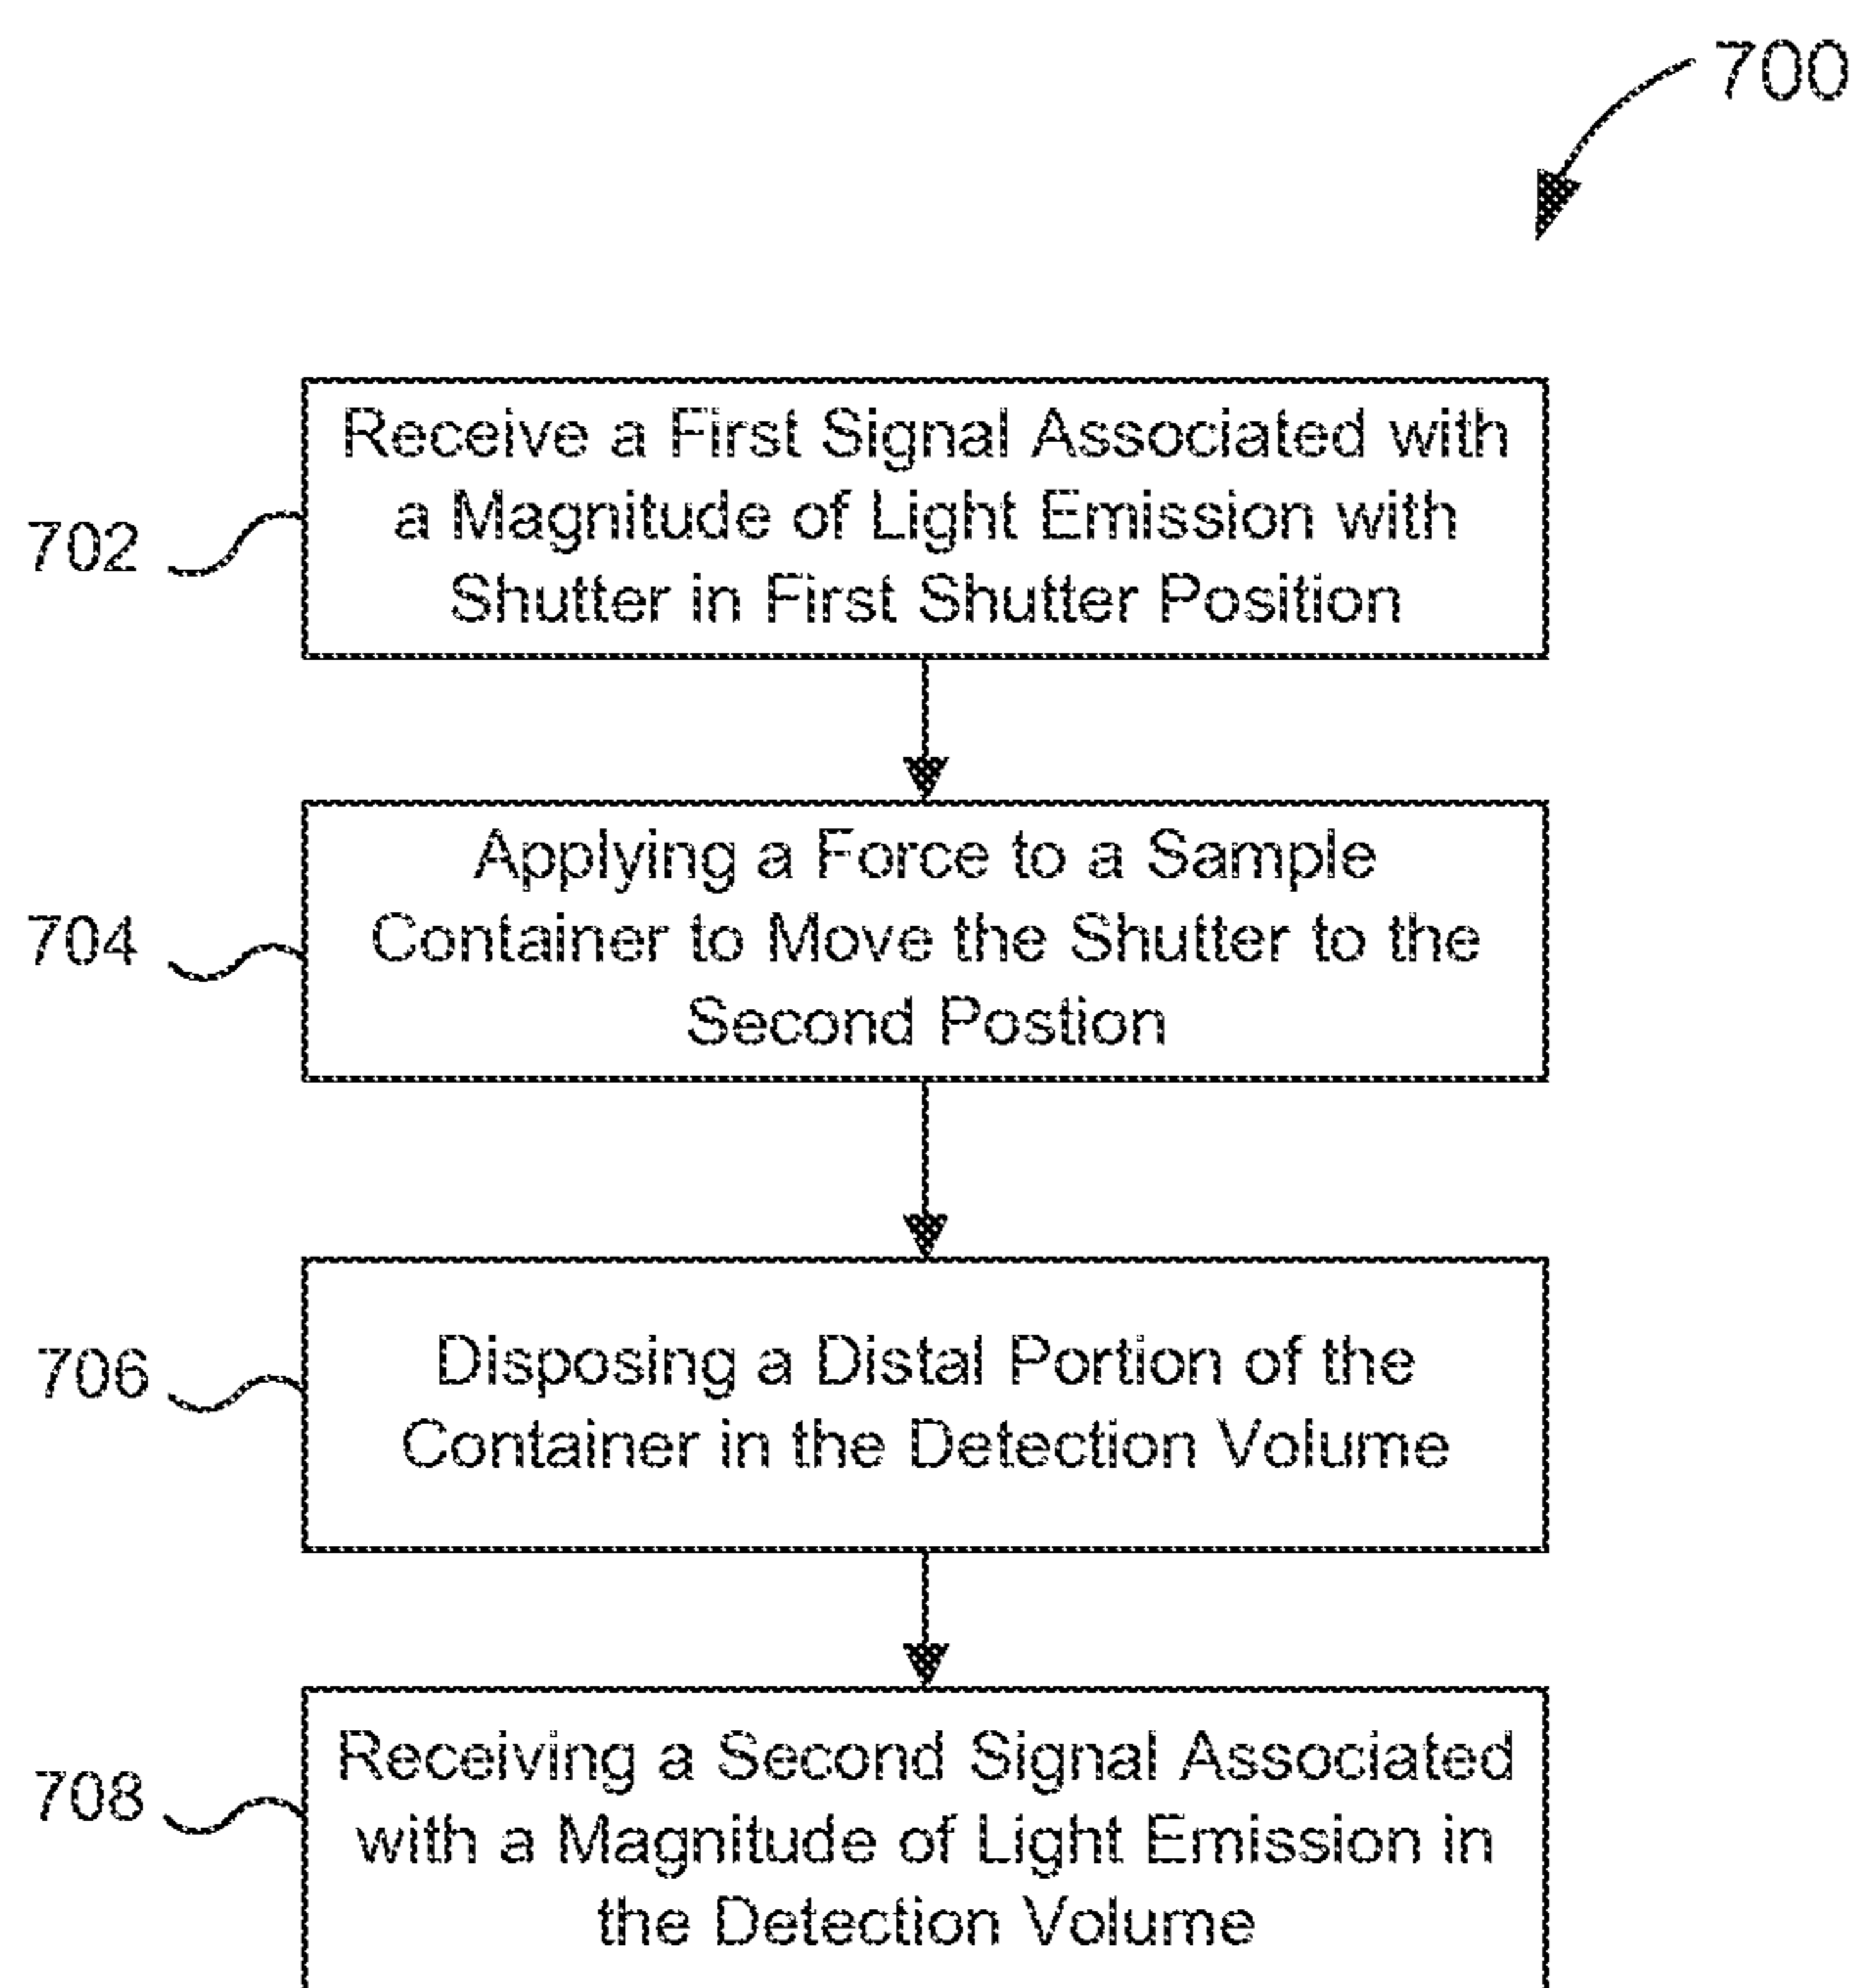 700
Receive a First Signal Associated with
a Magnitude of Light Emission with
Shutter in First Shutter Position
702
Applying a Force to a Sample
Container to Move the Shutter to the
Second Postion
704
Disposing a Distal Portion of the
Container in the Detection Volume
706
Receiving a Second Signal Associated
with a Magnitude of Light Emission in
the Detection Volume
708